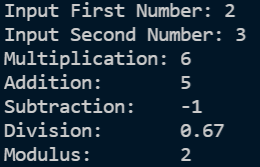 Input First Number: 2
Input Second Number: 3
Multiplication: 6
Addition:       5
Subtraction:    -1
Division:       0.67
Modulus:        2